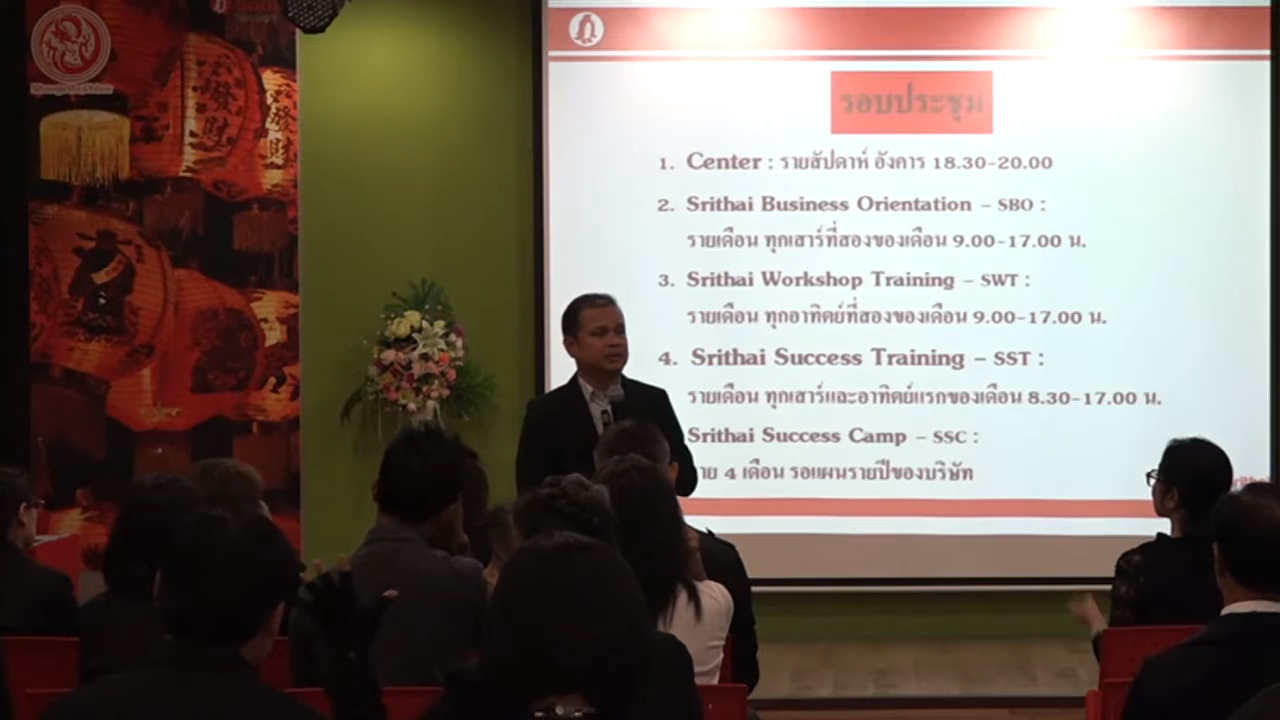 發財
發財
รอบประชุม
1. Center : รายสัปดาห์ อังคาร 18.30-20.00
2. Srithai Business Orientation – SBO :
รายเดือน ทุกเสาร์ที่สองของเดือน 9.00-17.00 น.
3. Srithai Workshop Training – SWT :
รายเดือน ทุกอาทิตย์ที่สองของเดือน 9.00-17.00 น.
4. Srithai Success Training – SST :
รายเดือน ทุกเสาร์และอาทิตย์แรกของเดือน 8.30-17.00 น.
Srithai Success Camp – SSC :
าย 4 เดือน รอแผนรายปีของบริษัท